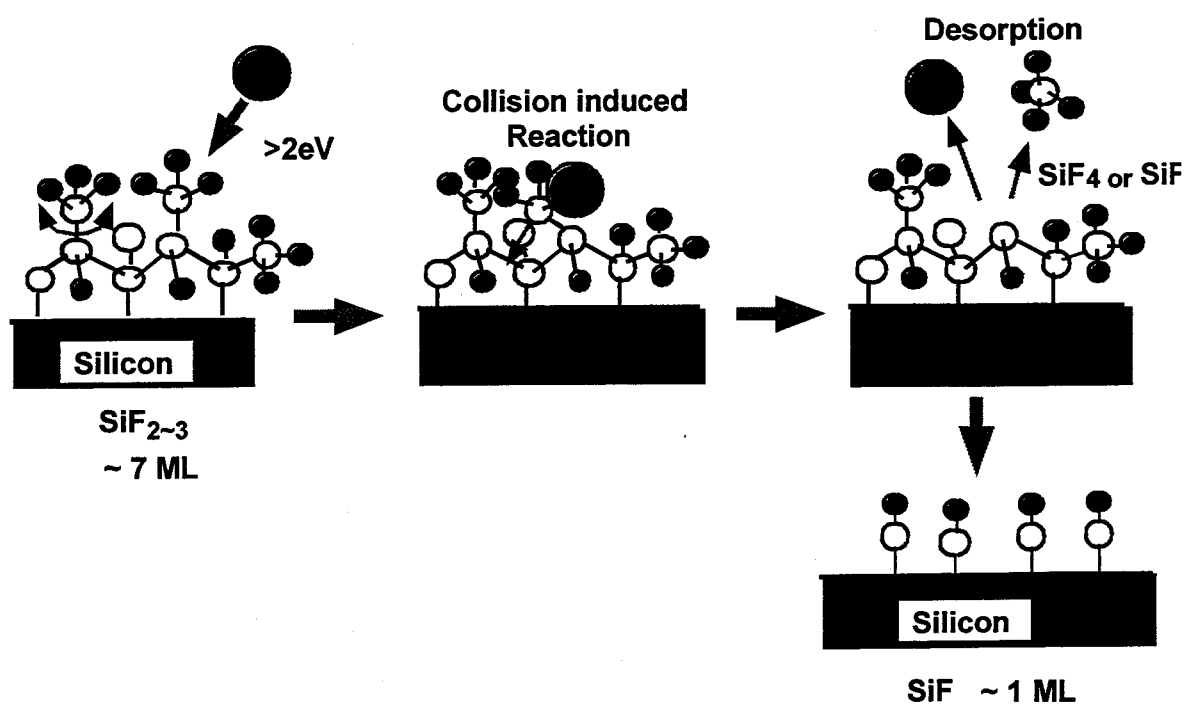 Desorption
Collision induced
Reaction
>2eV
SiF₄ or SiF
Silicon
SiF₂~₃
~ 7 ML
Silicon
SiF ~ 1 ML